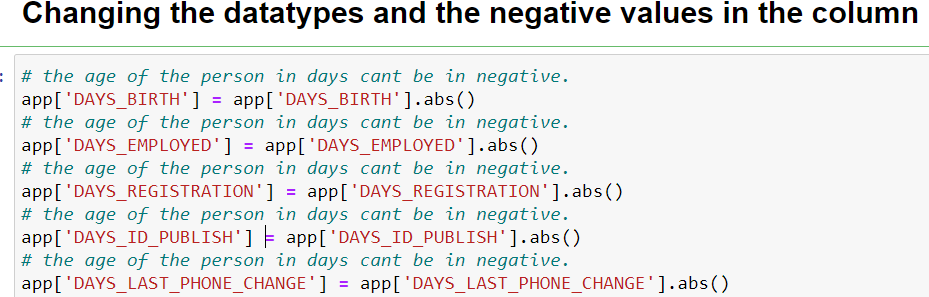 Changing the datatypes and the negative values in the column
: # the age of the person in days cant be in negative.
app['DAYS_BIRTH'] = app['DAYS_BIRTH'].abs()
# the age of the person in days cant be in negative.
app['DAYS_EMPLOYED'] = app['DAYS_EMPLOYED'].abs()
# the age of the person in days cant be in negative.
app['DAYS_REGISTRATION'] = app['DAYS_REGISTRATION'].abs()
# the age of the person in days cant be in negative.
app['DAYS_ID_PUBLISH'] = app['DAYS_ID_PUBLISH'].abs()
# the age of the person in days cant be in negative.
app['DAYS_LAST_PHONE_CHANGE'] = app['DAYS_LAST_PHONE_CHANGE'].abs()